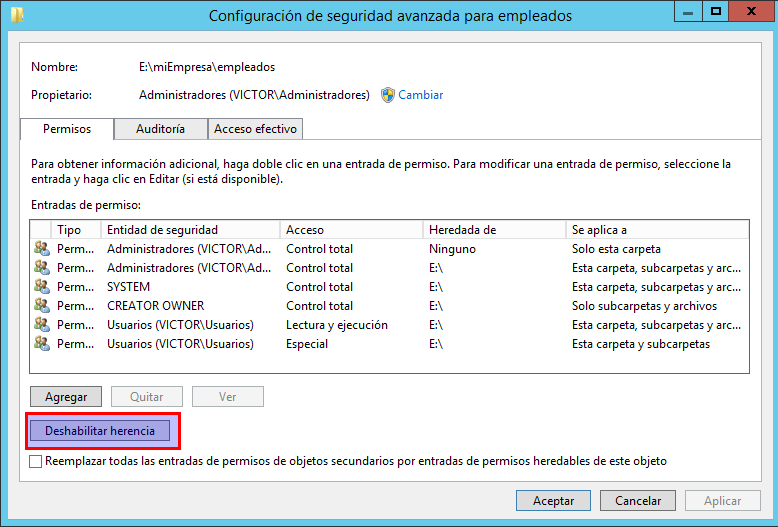 Configuración de seguridad avanzada para empleados
Nombre: E:\miEmpresa\empleados
Propietario: Administradores (VICTOR\Administradores) Cambiar
Permisos Auditoría Acceso efectivo
Para obtener información adicional, haga doble clic en una entrada de permiso. Para modificar una entrada de permiso, seleccione la
entrada y haga clic en Editar (si está disponible).
Entradas de permiso:
Tipo Entidad de seguridad Acceso Heredada de Se aplica a
Perm... Administradores (VICTOR\Ad... Control total Ninguno Solo esta carpeta
Perm... Administradores (VICTOR\Ad... Control total E:\ Esta carpeta, subcarpetas y arc...
Perm... SYSTEM Control total E:\ Esta carpeta, subcarpetas y arc...
Perm... CREATOR OWNER Control total E:\ Solo subcarpetas y archivos
Perm... Usuarios (VICTOR\Usuarios) Lectura y ejecución E:\ Esta carpeta, subcarpetas y arc...
Perm... Usuarios (VICTOR\Usuarios) Especial E:\ Esta carpeta y subcarpetas
Agregar Quitar Ver
Deshabilitar herencia
Reemplazar todas las entradas de permisos de objetos secundarios por entradas de permisos heredables de este objeto
Aceptar Cancelar Aplicar